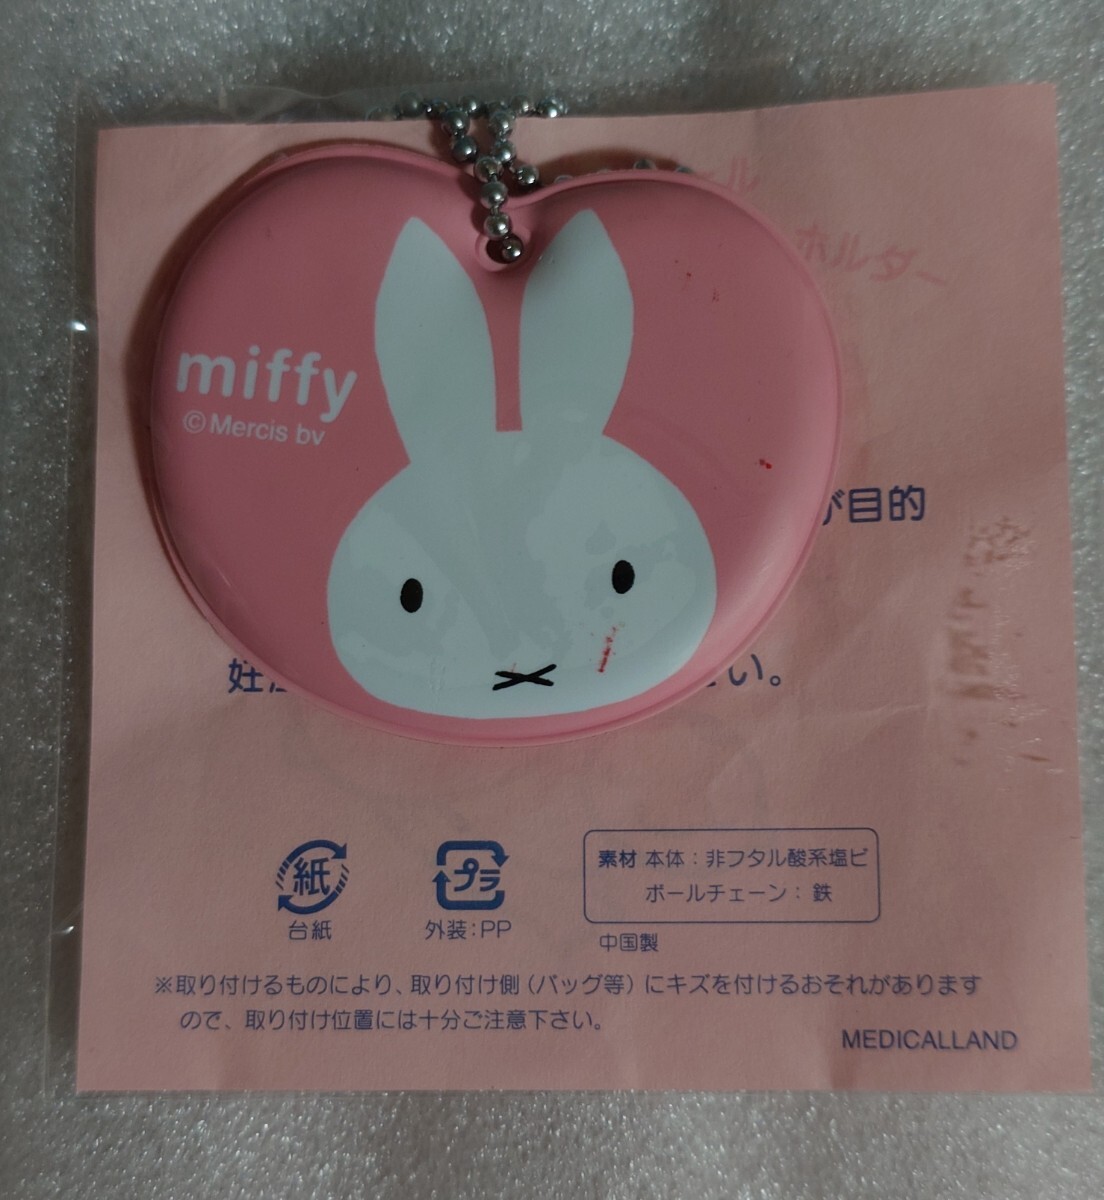 ール
ホルダー
miffy
©Mercis bv
が目的
妊
い。
紙
台紙
プラ
外装:PP
素材 本体:非フタル酸系塩ビ
ボールチェーン:鉄
中国製
※取り付けるものにより、取り付け側(バッグ等)にキズを付けるおそれがあります
ので、取り付け位置には十分ご注意下さい。
MEDICALLAND